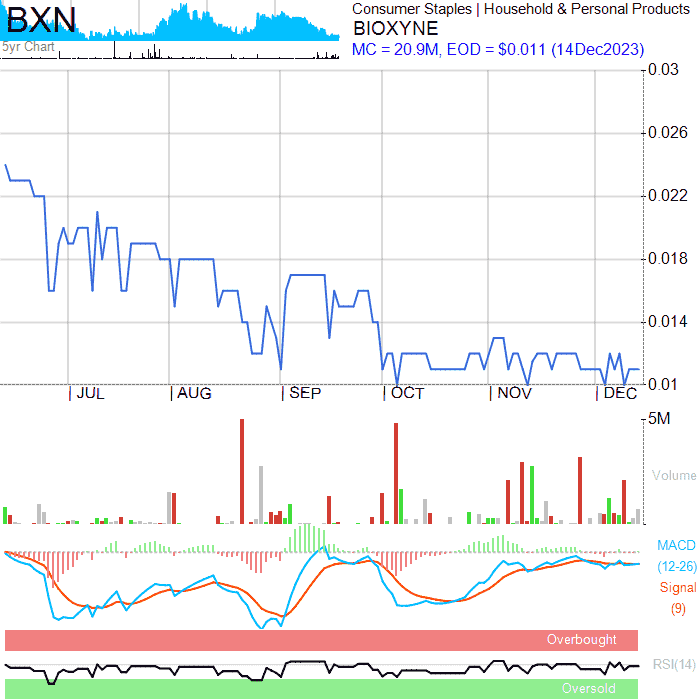 BXN
5yr Chart
Consumer Staples | Household & Personal Products
BIOXYNE
MC = 20.9M, EOD = $0.011 (14Dec2023)
0.03
0.026
0.022
0.018
0.014
0.01
JUL AUG SEP OCT NOV DEC
5M
Volume
MACD
(12-26)
Signal
(9)
Overbought
RSI(14)
Oversold